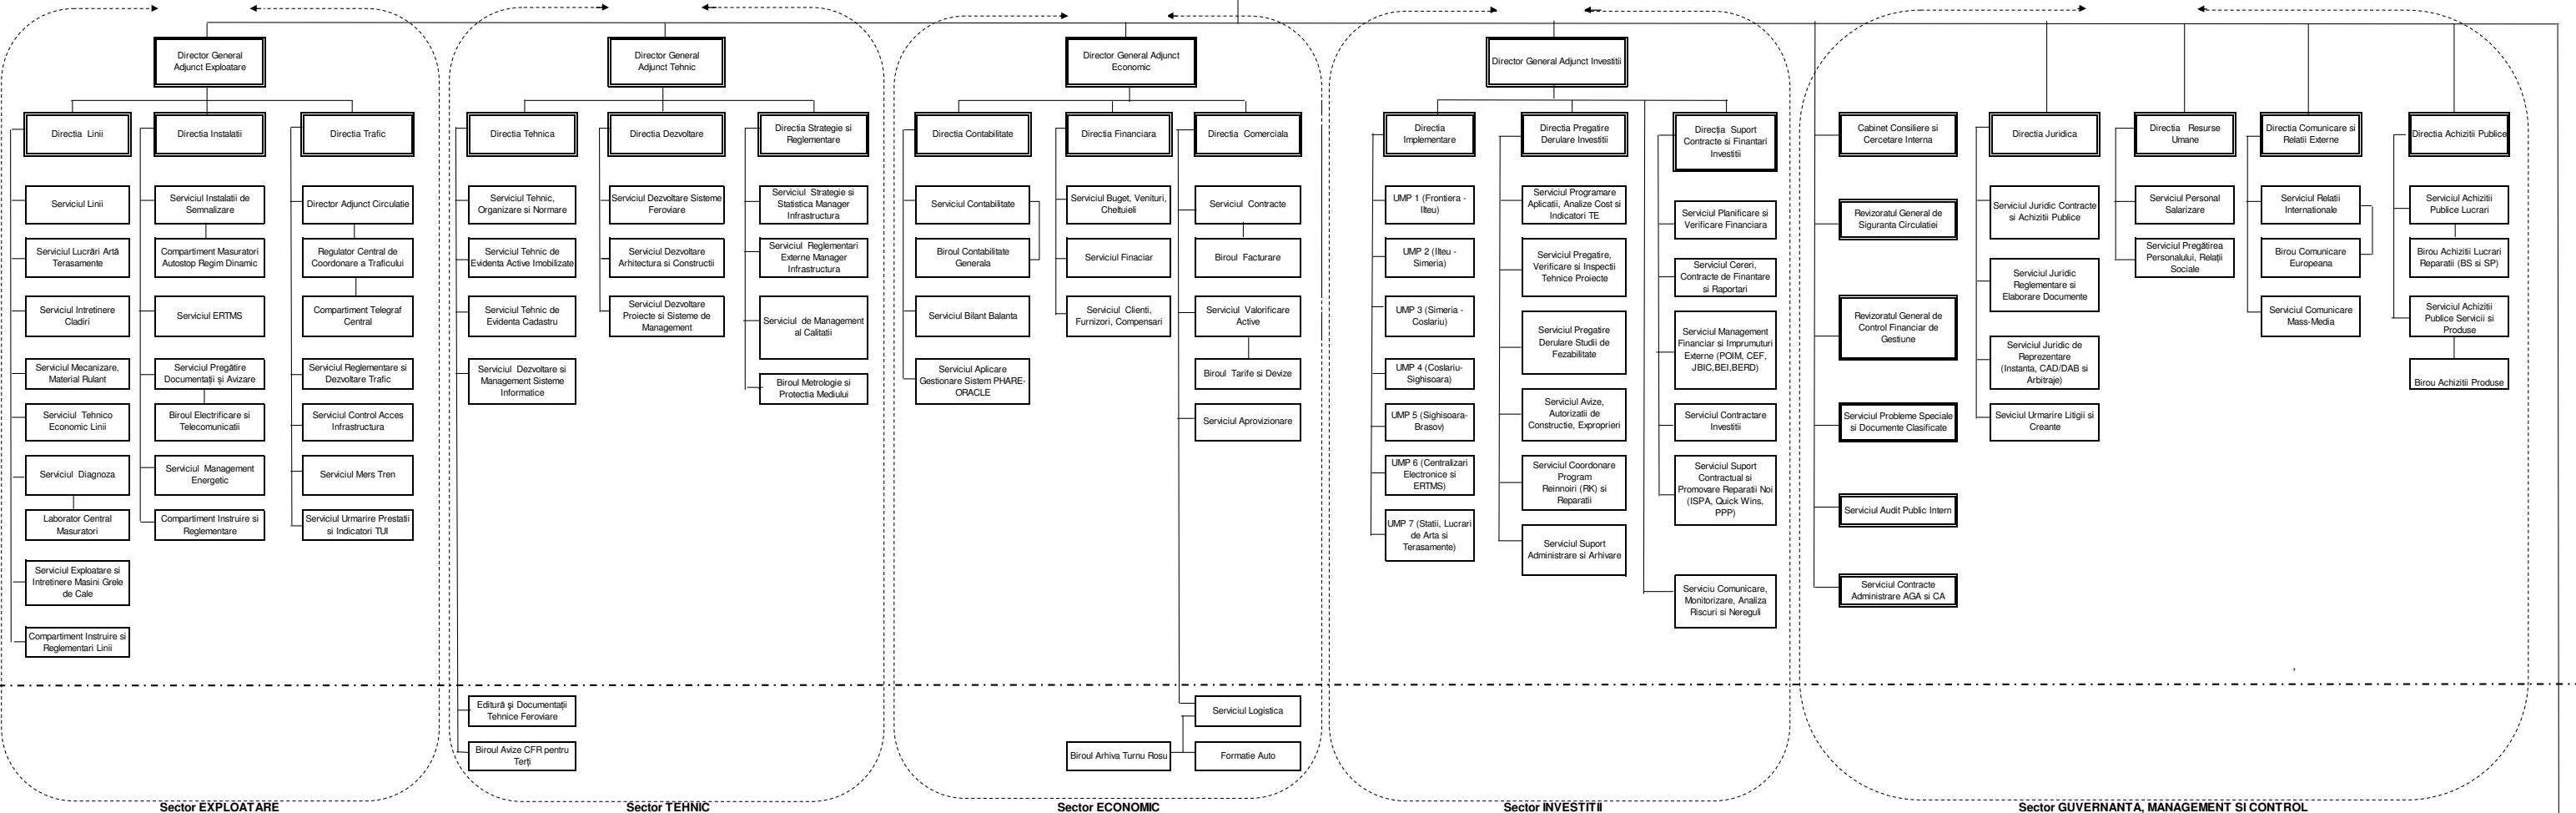 Director General
Adjunct Exploatare
Directia Linii
Directia Instalatii
Directia Trafic
Serviciul Linii
Serviciul Lucrări Artă
Terasamente
Serviciul Intretinere
Cladiri
Serviciul Mecanizare,
Material Rulant
Serviciul Tehnico
Economic Linii
Serviciul Diagnoza
Laborator Central
Masuratori
Serviciul Exploatare si
Intretinere Masini Grele
de Cale
Compartiment Instruire si
Reglementari Linii
Serviciul Instalatii de
Semnalizare
Compartiment Masuratori
Autostop Regim Dinamic
Serviciul ERTMS
Serviciul Pregătire
Documentații și Avizare
Biroul Electrificare si
Telecomunicatii
Serviciul Management
Energetic
Compartiment Instruire si
Reglementare
Director Adjunct Circulatie
Regulator Central de
Coordonare a Traficului
Compartiment Telegraf
Central
Serviciul Reglementare si
Dezvoltare Trafic
Serviciul Control Acces
Infrastructura
Serviciul Mers Tren
Serviciul Urmarire Prestatii
si Indicatori TUI
Sector EXPLOATARE
Director General
Adjunct Tehnic
Directia Tehnica
Directia Dezvoltare
Directia Strategie si
Reglementare
Serviciul Tehnic,
Organizare si Normare
Serviciul Tehnic de
Evidenta Active Imobilizate
Serviciul Tehnic de
Evidenta Cadastru
Serviciul Dezvoltare si
Management Sisteme
Informatice
Editură și Documentații
Tehnice Feroviare
Biroul Avize CFR pentru
Terți
Serviciul Dezvoltare Sisteme
Feroviare
Serviciul Dezvoltare
Arhitectura si Constructii
Serviciul Dezvoltare
Proiecte si Sisteme de
Management
Serviciul Strategie si
Statistica Manager
Infrastructura
Serviciul Reglementari
Externe Manager
Infrastructura
Serviciul de Management
al Calitatii
Biroul Metrologie si
Protectia Mediului
Sector TEHNIC
Director General Adjunct
Economic
Directia Contabilitate
Directia Financiara
Directia Comerciala
Serviciul Contabilitate
Biroul Contabilitate
Generala
Serviciul Bilant Balanta
Serviciul Aplicare
Gestionare Sistem PHARE-
ORACLE
Serviciul Buget, Venituri,
Cheltuieli
Serviciul Finaciar
Serviciul Clienti,
Furnizori, Compensari
Serviciul Contracte
Biroul Facturare
Serviciul Valorificare
Active
Biroul Tarife si Devize
Serviciul Aprovizionare
Serviciul Logistica
Biroul Arhiva Turnu Rosu
Formatie Auto
Sector ECONOMIC
Director General Adjunct Investitii
Directia
Implementare
Directia Pregatire
Derulare Investitii
Direcția Suport
Contracte si Finantari
Investitii
UMP 1 (Frontiera -
Ilteu)
UMP 2 (Ilteu -
Simeria)
UMP 3 (Simeria -
Coslariu)
UMP 4 (Coslariu-
Sighisoara)
UMP 5 (Sighisoara-
Brasov)
UMP 6 (Centralizari
Electronice si
ERTMS)
UMP 7 (Statii, Lucrari
de Arta si
Terasamente)
Serviciul Programare
Aplicatii, Analize Cost si
Indicatori TE
Serviciul Pregatire,
Verificare si Inspectii
Tehnice Proiecte
Serviciul Pregatire
Derulare Studii de
Fezabilitate
Serviciul Avize,
Autorizatii de
Constructie, Exproprieri
Serviciul Coordonare
Program
Reinnoiri (RK) si
Reparatii
Serviciul Suport
Administrare si Arhivare
Serviciul Planificare si
Verificare Financiara
Serviciul Cereri,
Contracte de Finantare
si Raportari
Serviciul Management
Financiar si Imprumuturi
Externe (POIM, CEF,
JBIC,BEI,BERD)
Serviciul Contractare
Investitii
Serviciul Suport
Contractual si
Promovare Reparatii Noi
(ISPA, Quick Wins,
PPP)
Serviciu Comunicare,
Monitorizare, Analiza
Riscuri si Nereguli
Sector INVESTITII
Cabinet Consiliere si
Cercetare Interna
Revizoratul General de
Siguranta Circulatiei
Revizoratul General de
Control Financiar de
Gestiune
Serviciul Probleme Speciale
si Documente Clasificate
Serviciul Audit Public Intern
Serviciul Contracte
Administrare AGA si CA
Directia Juridica
Serviciul Juridic Contracte
si Achizitii Publice
Serviciul Juridic
Reglementare si
Elaborare Documente
Serviciul Juridic de
Reprezentare
(Instanta, CAD/DAB si
Arbitraje)
Seviciul Urmarire Litigii si
Creante
Directia Resurse
Umane
Serviciul Personal
Salarizare
Serviciul Pregătirea
Personalului, Relații
Sociale
Directia Comunicare si
Relatii Externe
Serviciul Relatii
Internationale
Birou Comunicare
Europeana
Serviciul Comunicare
Mass-Media
Directia Achizitii Publice
Serviciul Achizitii
Publice Lucrari
Birou Achizitii Lucrari
Reparatii (BS si SP)
Serviciul Achizitii
Publice Servicii si
Produse
Birou Achizitii Produse
Sector GUVERNANTA, MANAGEMENT SI CONTROL